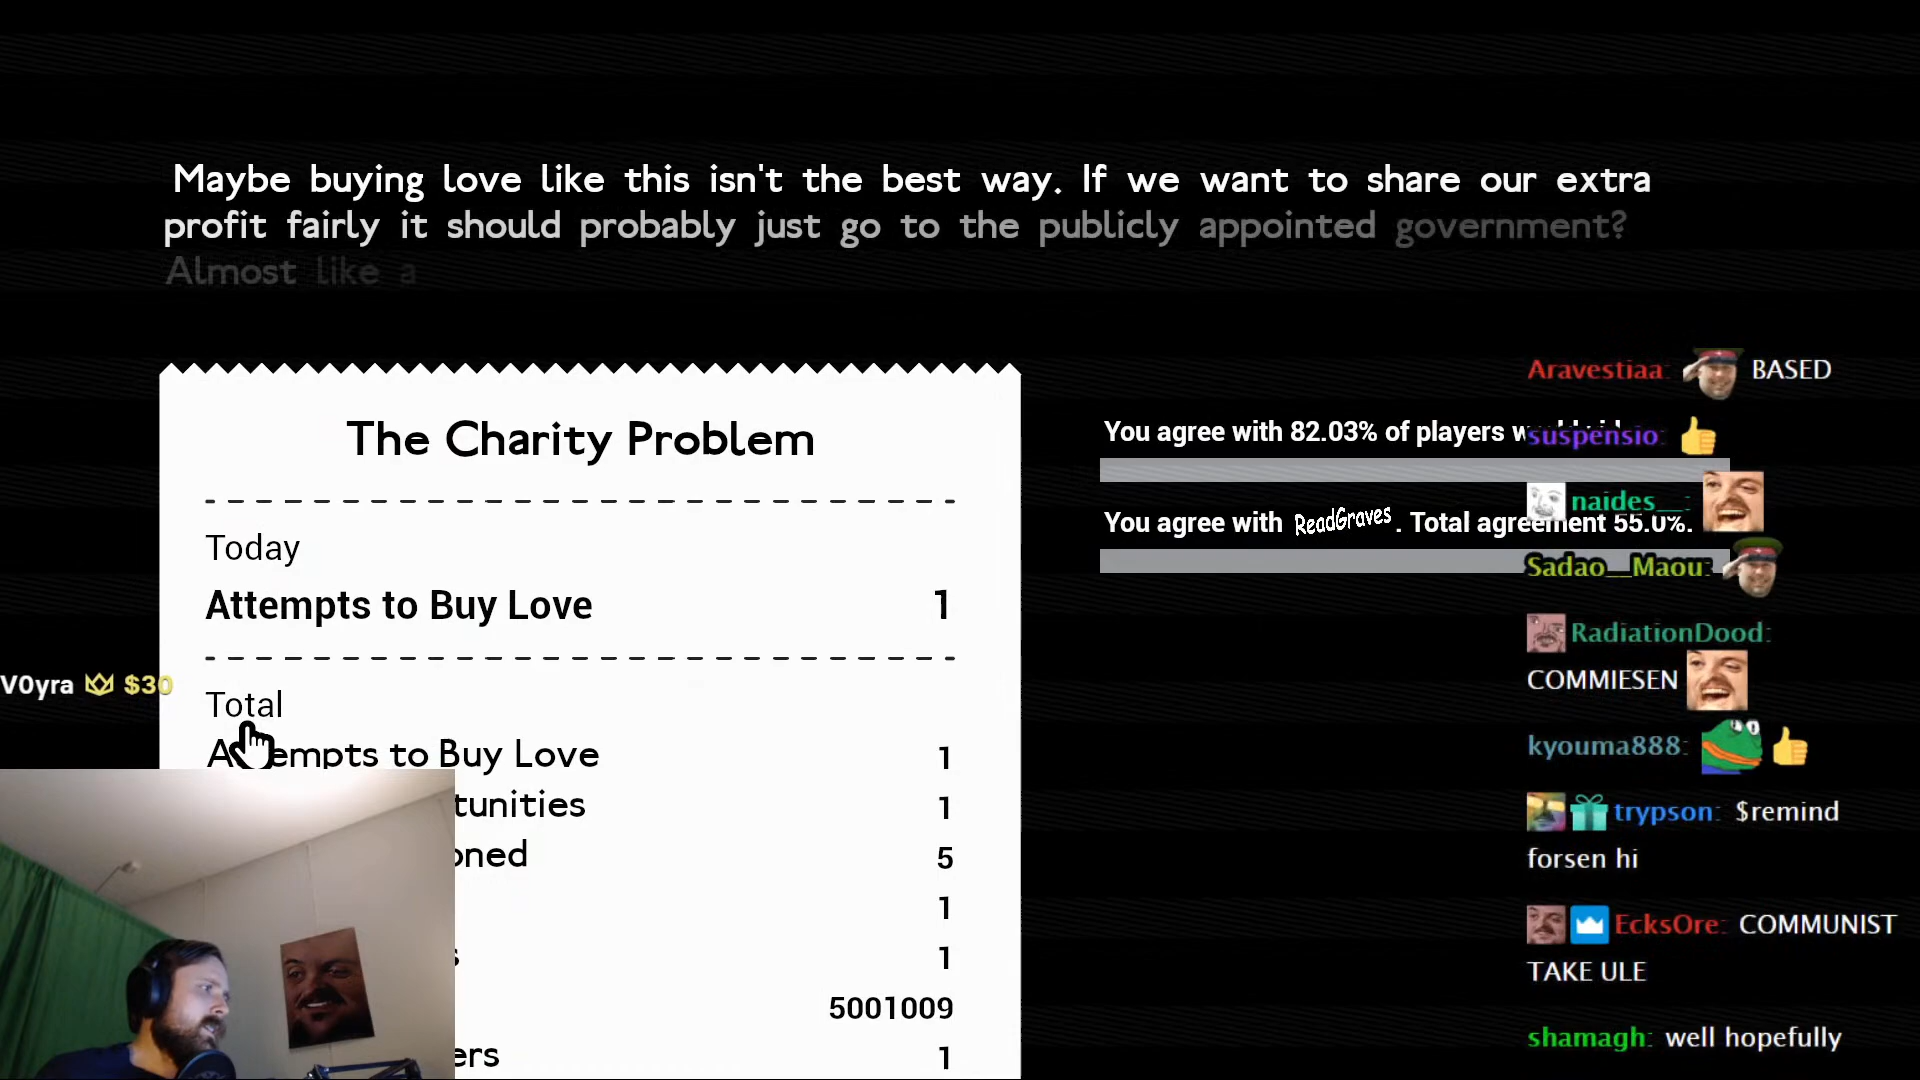 Maybe buying love like this isn't the best way. If we want to share our extra
profit fairly it should probably just go to the publicly appointed government?
Almost like a
The Charity Problem
Today
Attempts to Buy Love 1
Total
Attempts to Buy Love 1
tunities 1
oned 5
1
s 1
5001009
ers 1
You agree with 82.03% of players
You agree with ReadGraves. Total agreement 55.0%.
V0yra $30
Aravestiaa: BASED
suspensio:
naides__:
Sadao__Maou:
RadiationDood:
COMMIESEN
kyouma888:
trypson: $remind
forsen hi
EcksOre: COMMUNIST
TAKE ULE
shamagh: well hopefully